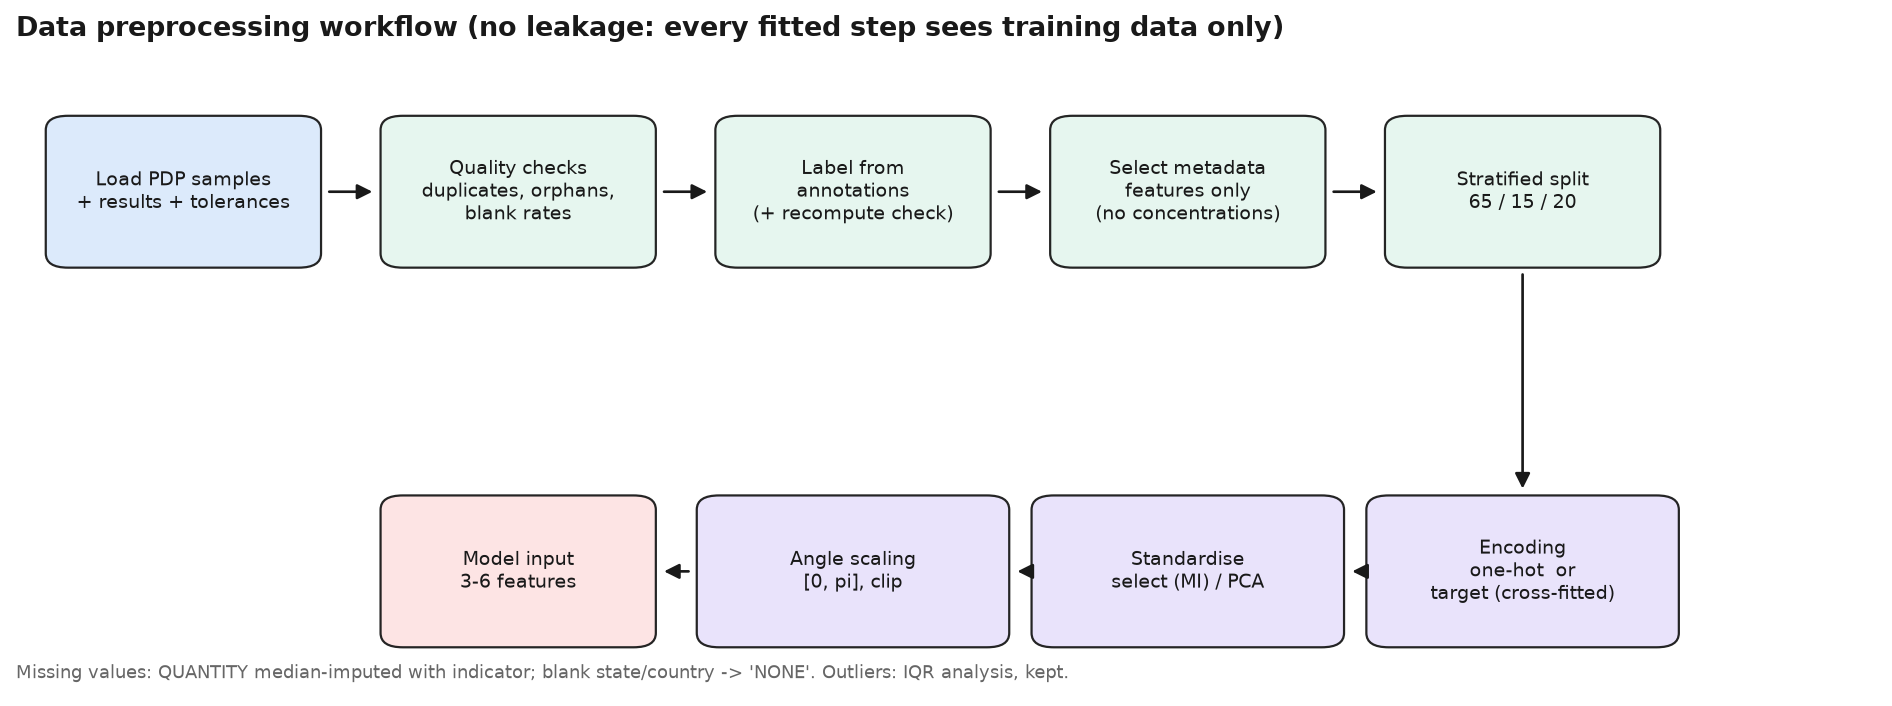 Data preprocessing workflow (no leakage: every fitted step sees training data only)
Load PDP samples
+ results + tolerances
Quality checks
duplicates, orphans,
blank rates
Label from
annotations
(+ recompute check)
Select metadata
features only
(no concentrations)
Stratified split
65 / 15 / 20
Encoding
one-hot  or
target (cross-fitted)
Standardise
select (MI) / PCA
Angle scaling
[0, pi], clip
Model input
3-6 features
Missing values: QUANTITY median-imputed with indicator; blank state/country -> 'NONE'. Outliers: IQR analysis, kept.